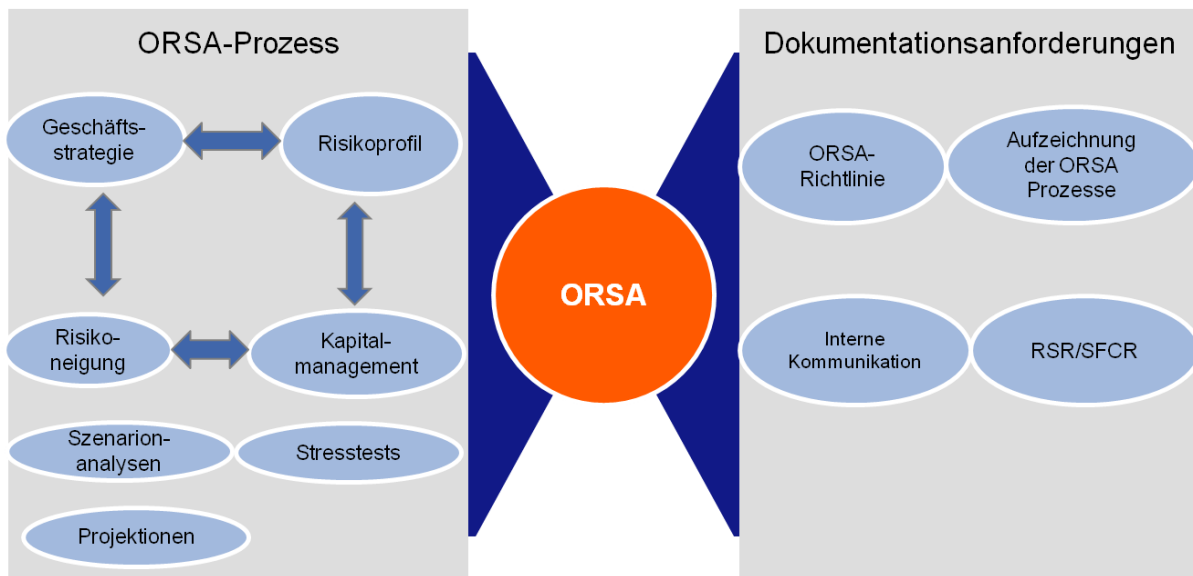 ORSA-Prozess
Geschäfts-
strategie
Risikoprofil
Risiko-
neigung
Kapital-
management
Szenarion-
analysen
Stresstests
Projektionen
ORSA
Dokumentationsanforderungen
ORSA-
Richtlinie
Aufzeichnung
der ORSA
Prozesse
Interne
Kommunikation
RSR/SFCR